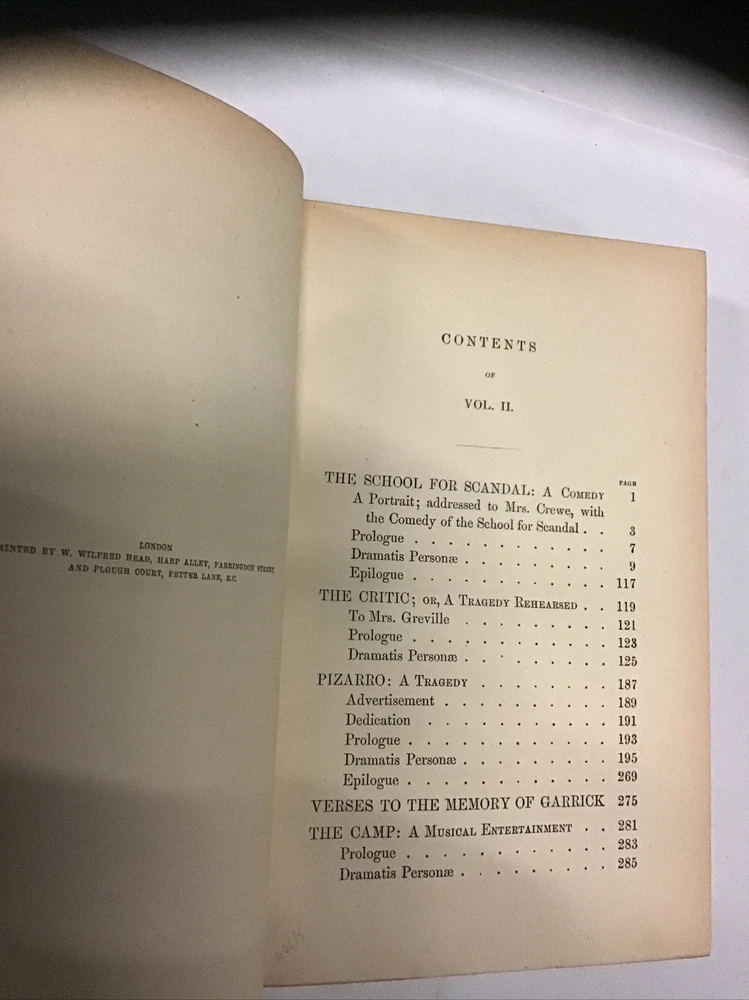 LONDON
PRINTED BY W. WILFRED HEAD, HARP ALLEY, FARRINGDON STREET,
AND PLOUGH COURT, FETTER LANE, E.C.
CONTENTS
OF
VOL. II.
PAGE
THE SCHOOL FOR SCANDAL: A COMEDY 1
A Portrait; addressed to Mrs. Crewe, with
the Comedy of the School for Scandal . . 3
Prologue . . . . . . . . . . . . 7
Dramatis Personæ . . . . . . . . . 9
Epilogue . . . . . . . . . . . . 117
THE CRITIC; OR, A TRAGEDY REHEARSED . . 119
To Mrs. Greville . . . . . . . . . 121
Prologue . . . . . . . . . . . . 123
Dramatis Personæ . . . . . . . . . 125
PIZARRO: A TRAGEDY . . . . . . . . 187
Advertisement . . . . . . . . . . 189
Dedication . . . . . . . . . . . 191
Prologue . . . . . . . . . . . . 193
Dramatis Personæ . . . . . . . . . 195
Epilogue . . . . . . . . . . . . 269
VERSES TO THE MEMORY OF GARRICK 275
THE CAMP: A MUSICAL ENTERTAINMENT . . 281
Prologue . . . . . . . . . . . . 283
Dramatis Personæ . . . . . . . . . 285